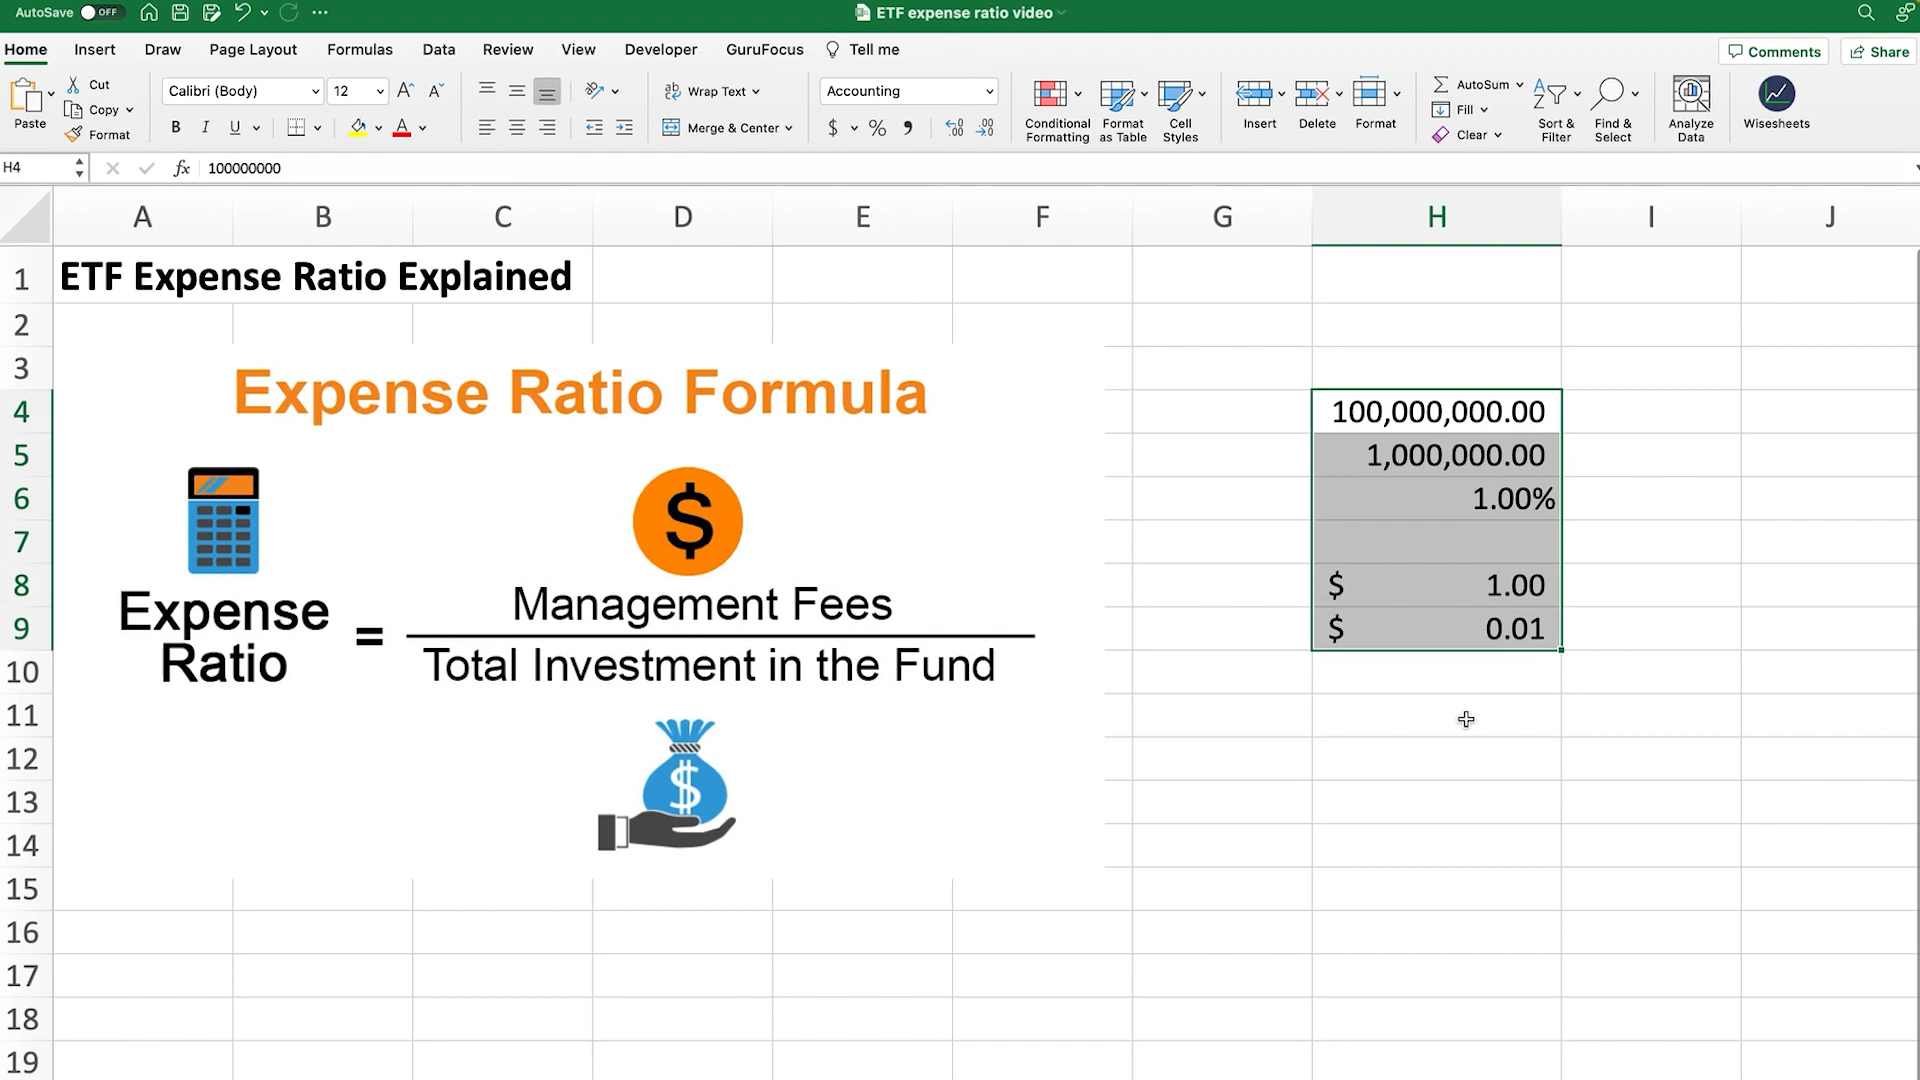 AutoSave OFF ETF expense ratio video
Home Insert Draw Page Layout Formulas Data Review View Developer GuruFocus Tell me Comments Share
Paste Cut Copy Format
Calibri (Body) 12 A A
B I U A
ab Wrap Text
Merge & Center
Accounting
$ % ,
Conditional Formatting
Format as Table
Cell Styles
Insert Delete Format
AutoSum
Fill
Clear
Sort & Filter
Find & Select
Analyze Data
Wisesheets
H4 fx 100000000
A B C D E F G H I J
1 ETF Expense Ratio Explained
2
3
Expense Ratio Formula
4 100,000,000.00
5 1,000,000.00
6 1.00%
7
8 $ 1.00
9 $ 0.01
Expense
Ratio
=
$
Management Fees
Total Investment in the Fund
$
10
11
12
13
14
15
16
17
18
19